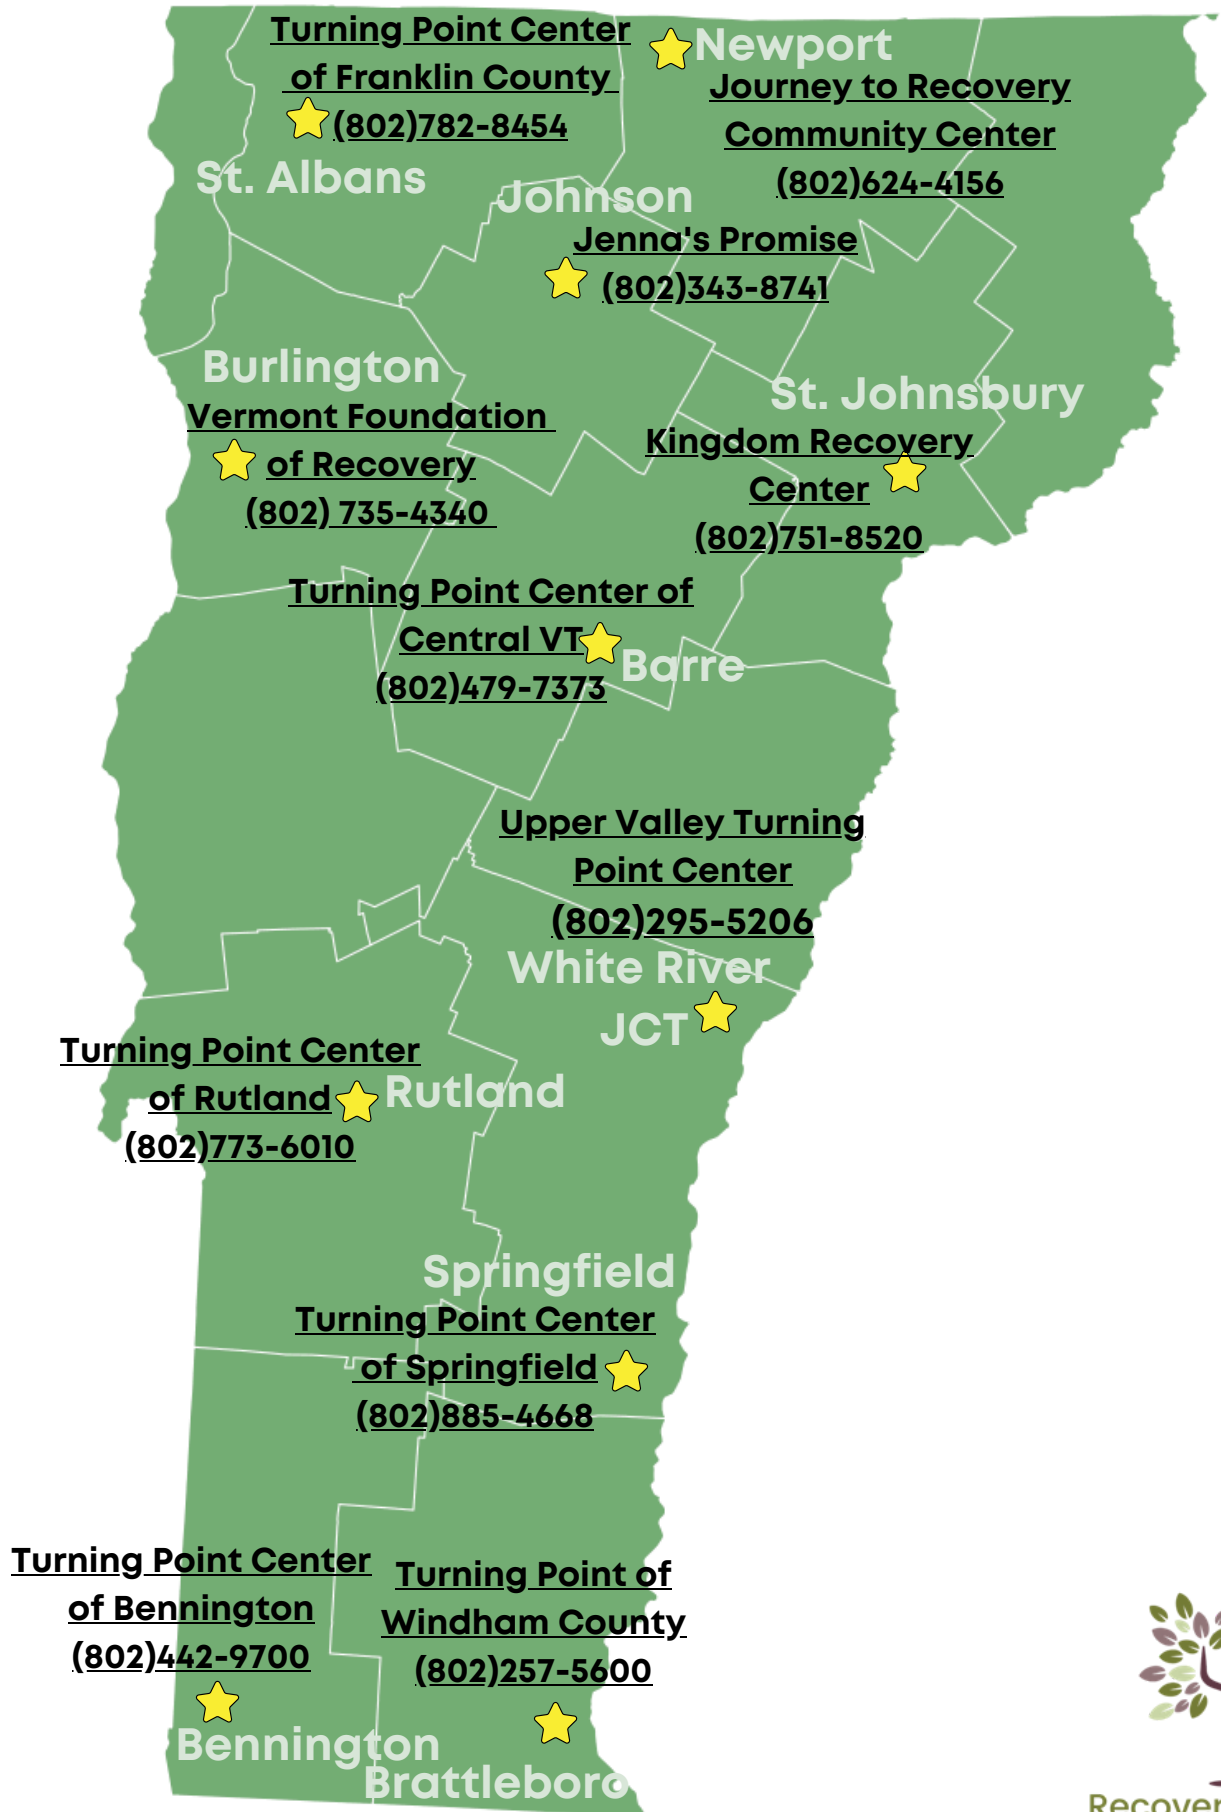 Turning Point Center
of Franklin County
(802)782-8454
St. Albans
Newport
Journey to Recovery
Community Center
(802)624-4156
Johnson
Jenna's Promise
(802)343-8741
Burlington
Vermont Foundation
of Recovery
(802) 735-4340
St. Johnsbury
Kingdom Recovery
Center
(802)751-8520
Turning Point Center of
Central VT
(802)479-7373
Barre
Upper Valley Turning
Point Center
(802)295-5206
White River
JCT
Turning Point Center
of Rutland
(802)773-6010
Rutland
Springfield
Turning Point Center
of Springfield
(802)885-4668
Turning Point Center
of Bennington
(802)442-9700
Bennington
Turning Point of
Windham County
(802)257-5600
Brattleboro